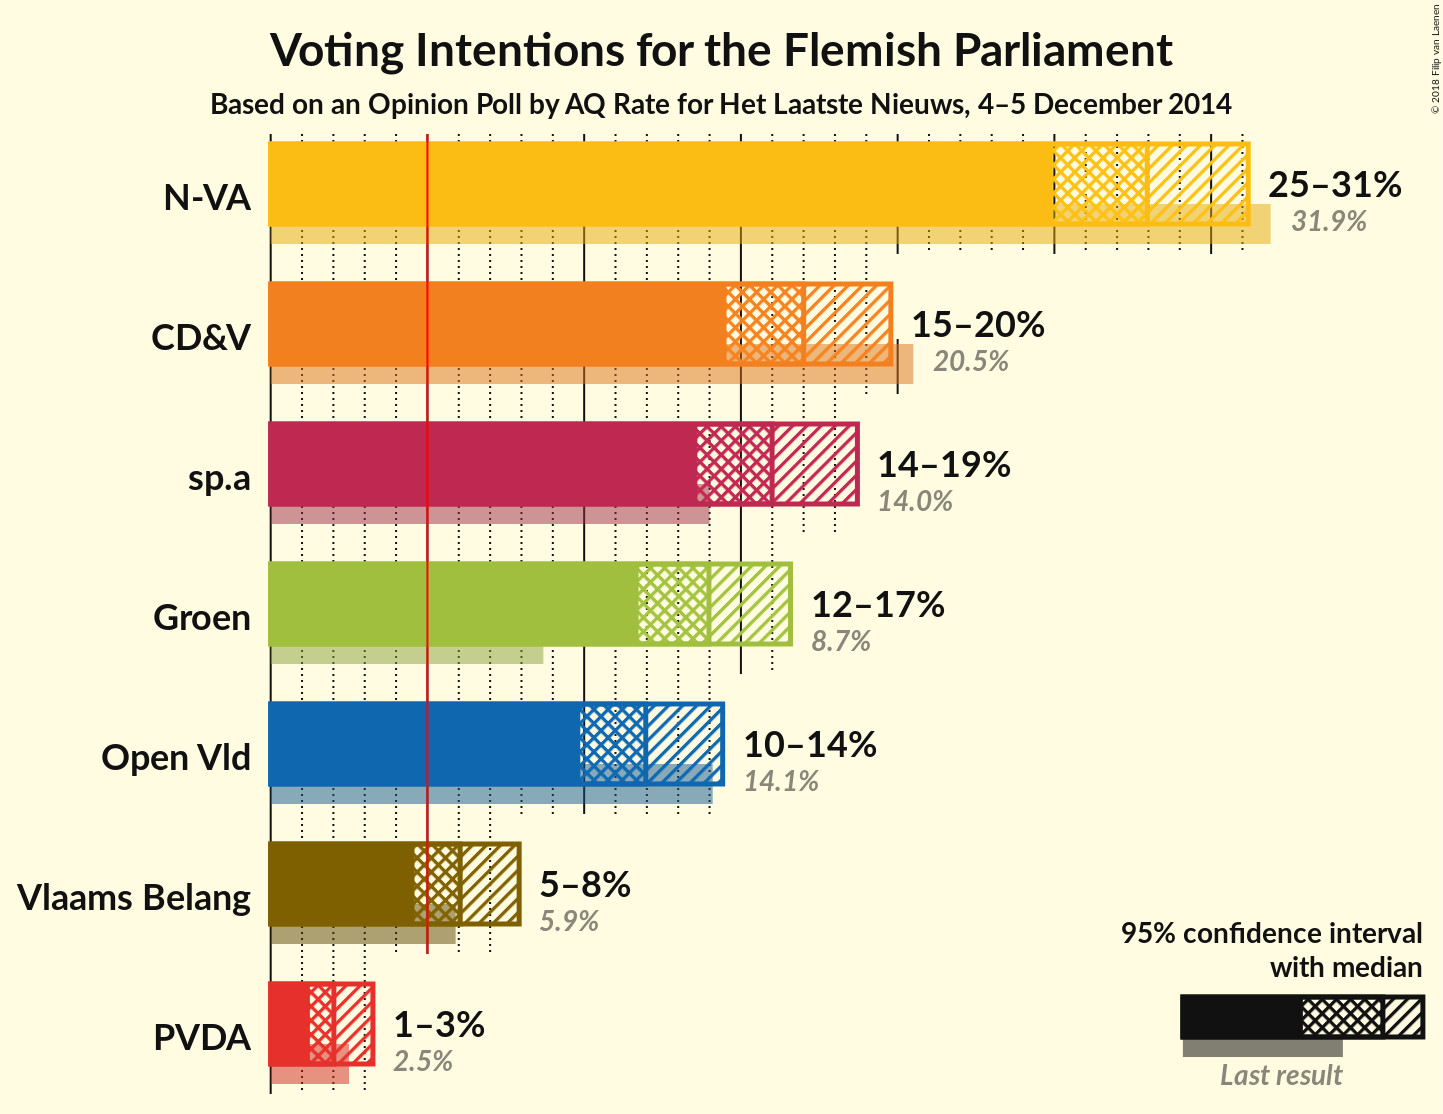 Voting Intentions for the Flemish Parliament
Based on an Opinion Poll by AQ Rate for Het Laatste Nieuws, 4–5 December 2014
© 2018 Filip van Laenen
N-VA
25–31%
31.9%
CD&V
15–20%
20.5%
sp.a
14–19%
14.0%
Groen
12–17%
8.7%
Open Vld
10–14%
14.1%
Vlaams Belang
5–8%
5.9%
PVDA
1–3%
2.5%
95% confidence interval
with median
Last result